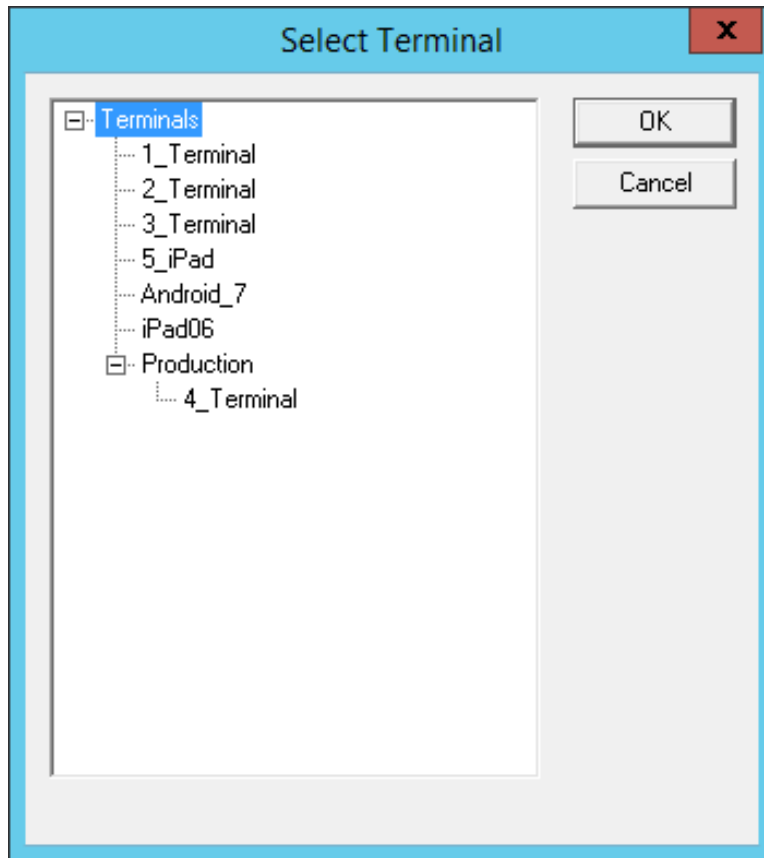 Select Terminal
x
Terminals
1_Terminal
2_Terminal
3_Terminal
5_iPad
Android_7
iPad06
Production
4_Terminal
OK
Cancel